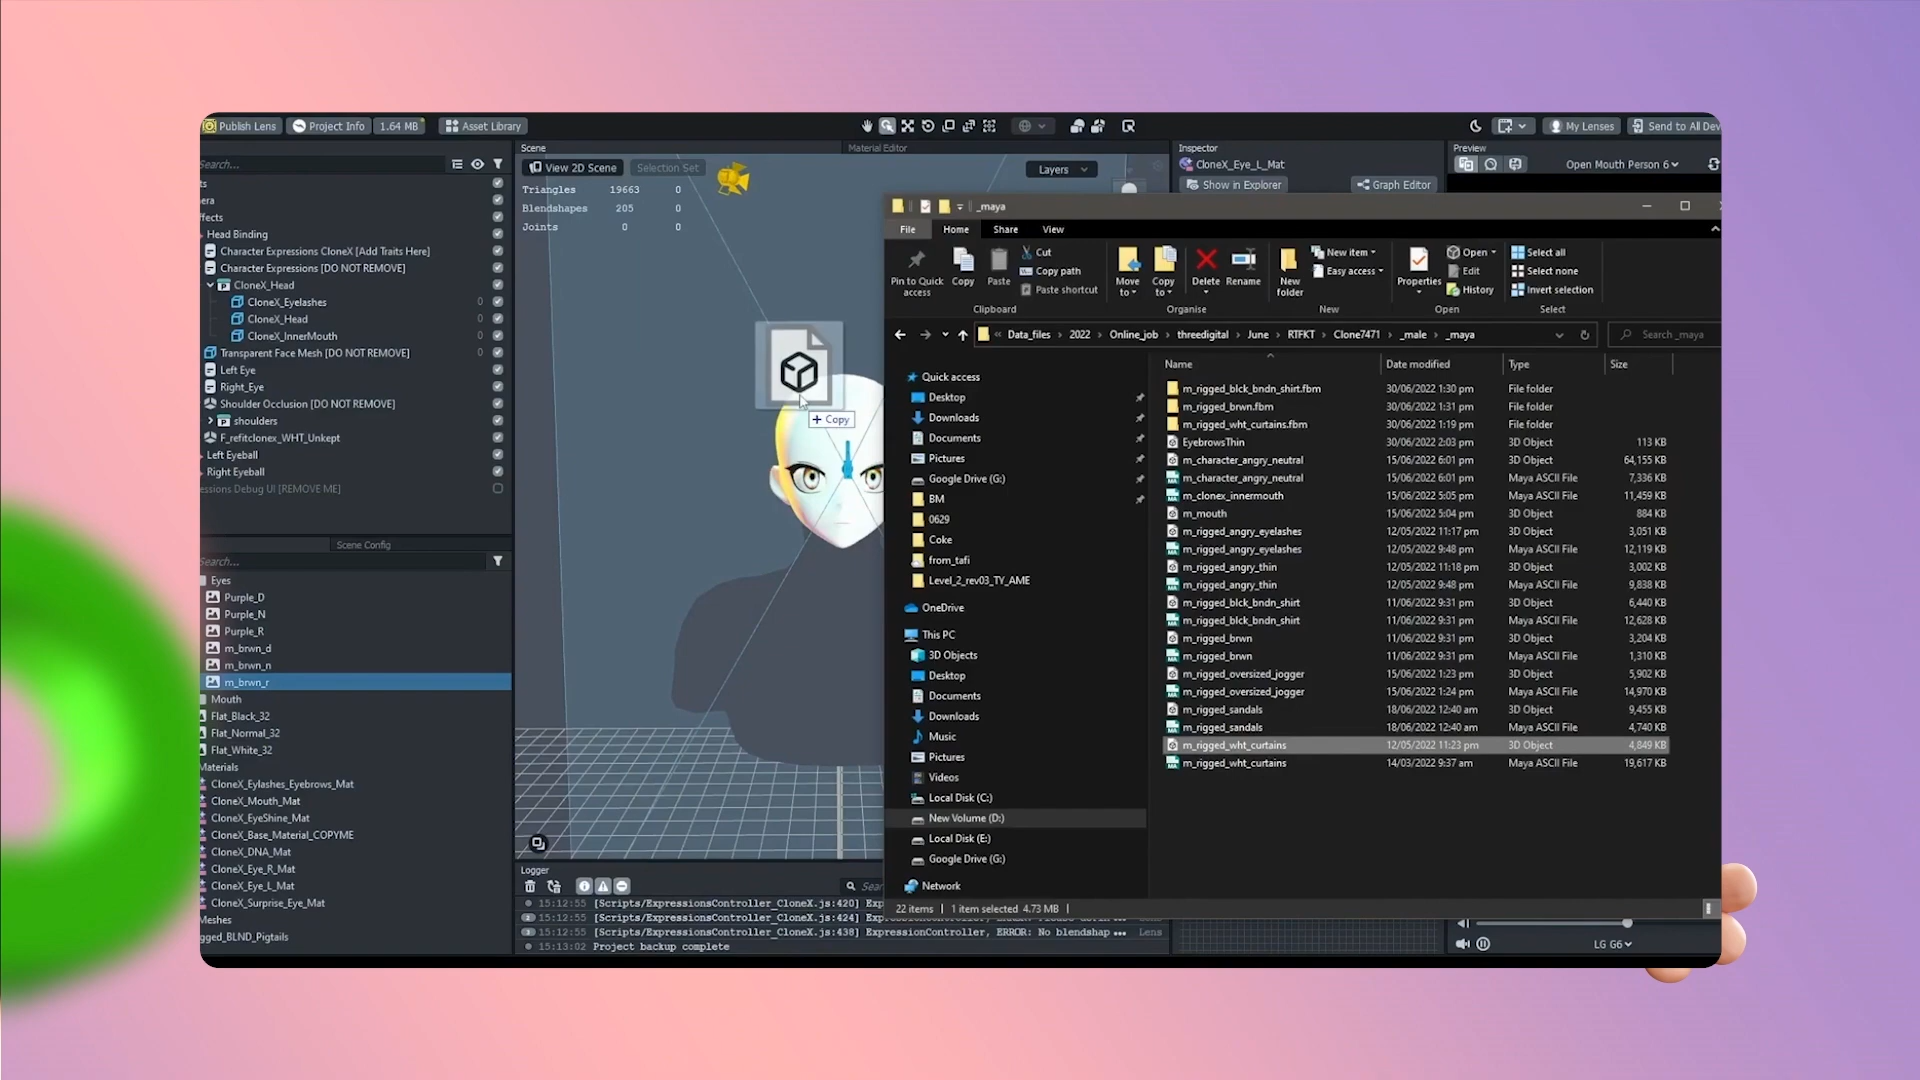 Publish Lens
Project Info
1.64 MB
Asset Library
My Lenses
Send to All Dev
Search...
ts
era
ffects
Head Binding
Character Expressions CloneX [Add Traits Here]
Character Expressions [DO NOT REMOVE]
CloneX_Head
CloneX_Eyelashes 0
CloneX_Head 0
CloneX_InnerMouth 0
Transparent Face Mesh [DO NOT REMOVE] 0
Left Eye
Right_Eye
Shoulder Occlusion [DO NOT REMOVE]
shoulders
F_refitclonex_WHT_Unkept
Left Eyeball
Right Eyeball
essions Debug UI [REMOVE ME]
Scene Config
Search...
Eyes
Purple_D
Purple_N
Purple_R
m_brwn_d
m_brwn_n
m_brwn_r
Mouth
Flat_Black_32
Flat_Normal_32
Flat_White_32
Materials
CloneX_Eylashes_Eyebrows_Mat
CloneX_Mouth_Mat
CloneX_EyeShine_Mat
CloneX_Base_Material_COPYME
CloneX_DNA_Mat
CloneX_Eye_R_Mat
CloneX_Eye_L_Mat
CloneX_Surprise_Eye_Mat
Meshes
gged_BLND_Pigtails
Scene
Material Editor
View 2D Scene
Selection Set
Layers
Triangles 19663 0
Blendshapes 205 0
Joints 0 0
Copy
Logger
Sear
15:12:55 [Scripts/ExpressionsController_CloneX.js:420] Exp
15:12:55 [Scripts/ExpressionsController_CloneX.js:424]
15:12:55 [Scripts/ExpressionsController_CloneX.js:438] ExpressionController, ERROR: No blendshap ••• Lens
15:13:02 Project backup complete
Inspector
CloneX_Eye_L_Mat
Show in Explorer
Graph Editor
Preview
Open Mouth Person 6
_maya
File
Home
Share
View
Pin to Quick access
Copy
Paste
Cut
Copy path
Paste shortcut
Clipboard
Move to
Copy to
Delete
Rename
Organise
New folder
New item
Easy access
New
Properties
Open
Edit
History
Open
Select all
Select none
Invert selection
Select
« Data_files > 2022 > Online_job > threedigital > June > RTFKT > Clone7471 > _male > _maya
Search _maya
Quick access
Desktop
Downloads
Documents
Pictures
Google Drive (G:)
BM
0629
Coke
from_tafi
Level_2_rev03_TY_AME
OneDrive
This PC
3D Objects
Desktop
Documents
Downloads
Music
Pictures
Videos
Local Disk (C:)
New Volume (D:)
Local Disk (E:)
Google Drive (G:)
Network
Name Date modified Type Size
m_rigged_blck_bndn_shirt.fbm 30/06/2022 1:30 pm File folder
m_rigged_brwn.fbm 30/06/2022 1:31 pm File folder
m_rigged_wht_curtains.fbm 30/06/2022 1:19 pm File folder
EyebrowsThin 30/06/2022 2:03 pm 3D Object 113 KB
m_character_angry_neutral 15/06/2022 6:01 pm 3D Object 64,155 KB
m_character_angry_neutral 15/06/2022 6:01 pm Maya ASCII File 7,336 KB
m_clonex_innermouth 15/06/2022 5:05 pm Maya ASCII File 11,459 KB
m_mouth 15/06/2022 5:04 pm 3D Object 884 KB
m_rigged_angry_eyelashes 12/05/2022 11:17 pm 3D Object 3,051 KB
m_rigged_angry_eyelashes 12/05/2022 9:48 pm Maya ASCII File 12,119 KB
m_rigged_angry_thin 12/05/2022 11:18 pm 3D Object 3,002 KB
m_rigged_angry_thin 12/05/2022 9:48 pm Maya ASCII File 9,838 KB
m_rigged_blck_bndn_shirt 11/06/2022 9:31 pm 3D Object 6,440 KB
m_rigged_blck_bndn_shirt 11/06/2022 9:31 pm Maya ASCII File 12,628 KB
m_rigged_brwn 11/06/2022 9:31 pm 3D Object 3,204 KB
m_rigged_brwn 11/06/2022 9:31 pm Maya ASCII File 1,310 KB
m_rigged_oversized_jogger 15/06/2022 1:23 pm 3D Object 5,902 KB
m_rigged_oversized_jogger 15/06/2022 1:24 pm Maya ASCII File 14,970 KB
m_rigged_sandals 18/06/2022 12:40 am 3D Object 9,455 KB
m_rigged_sandals 18/06/2022 12:40 am Maya ASCII File 4,740 KB
m_rigged_wht_curtains 12/05/2022 11:23 pm 3D Object 4,849 KB
m_rigged_wht_curtains 14/03/2022 9:37 am Maya ASCII File 19,617 KB
22 items
1 item selected 4.73 MB
LG G6